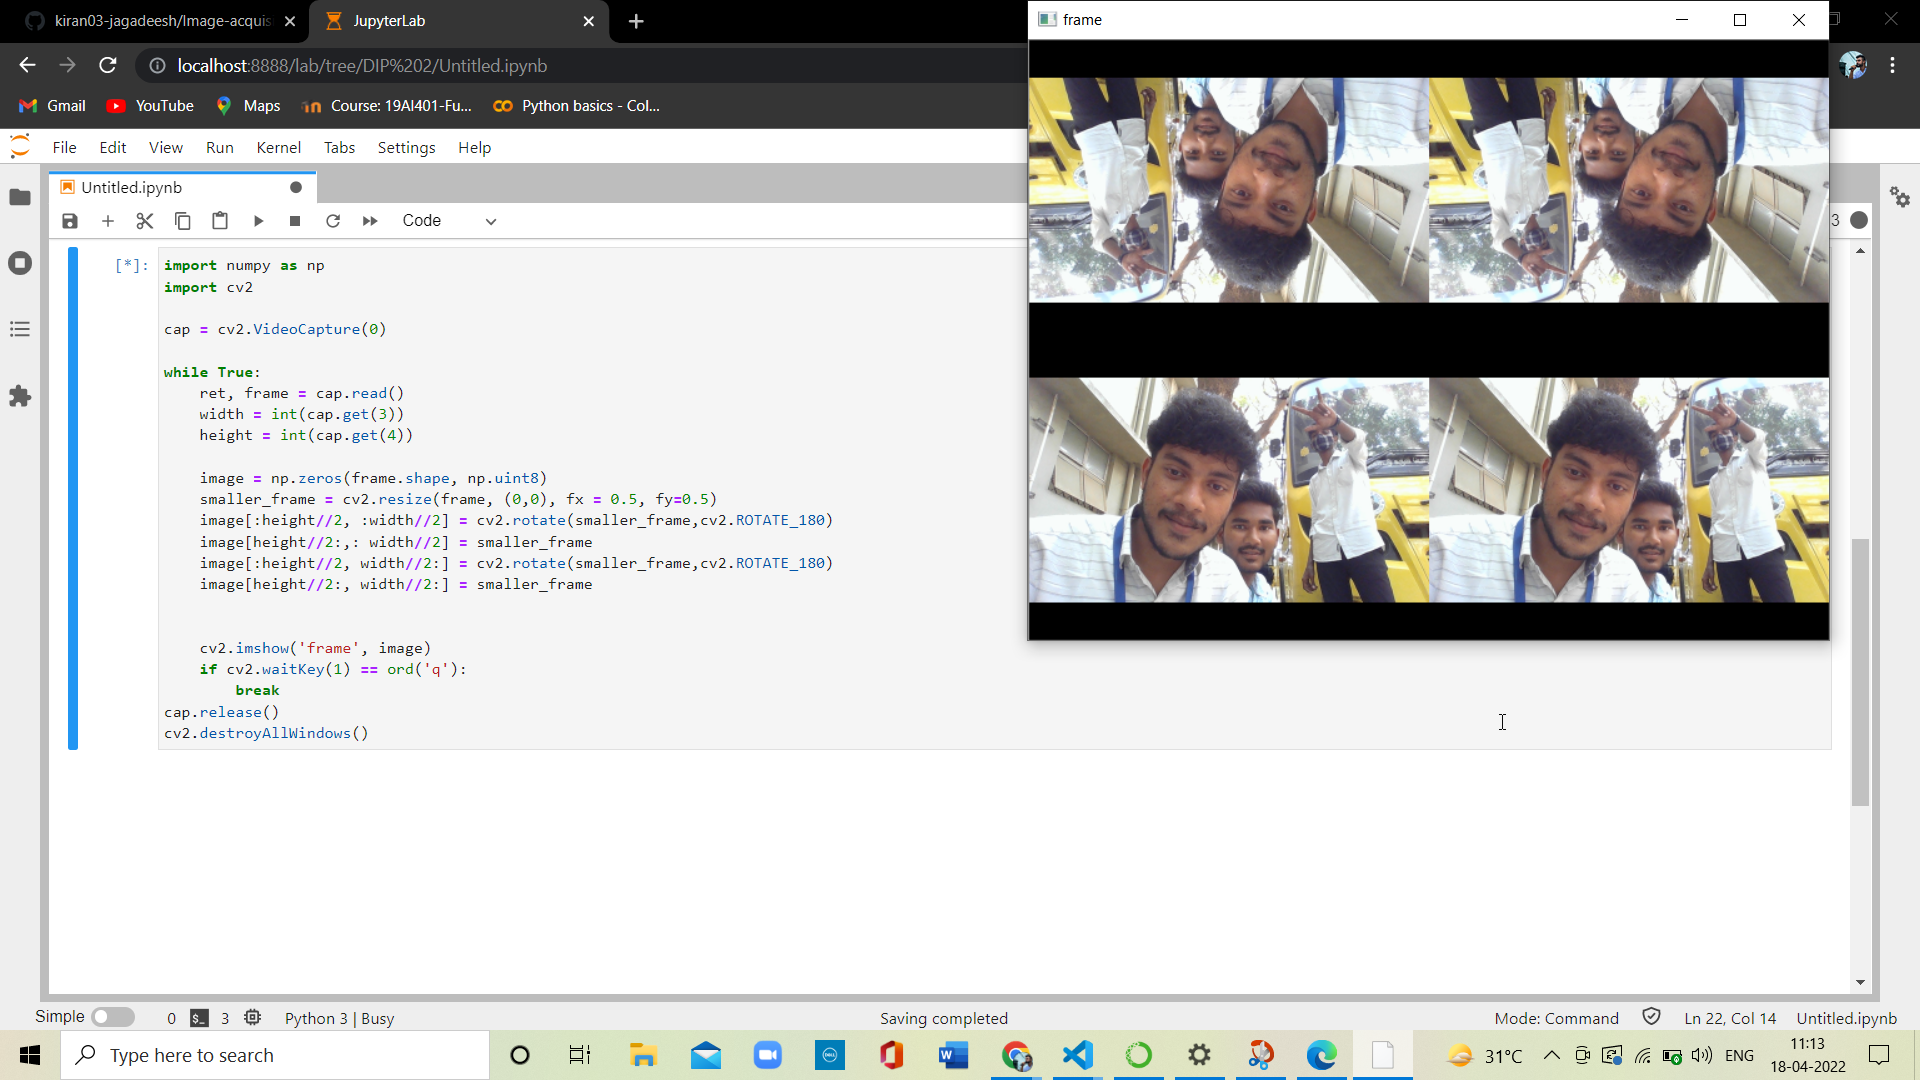 kiran03-jagadeesh/Image-acquis
JupyterLab
frame
localhost:8888/lab/tree/DIP%202/Untitled.ipynb
Gmail YouTube Maps Course: 19AI401-Fu... Python basics - Col...
File Edit View Run Kernel Tabs Settings Help
Untitled.ipynb
Code
3
[*]:
import numpy as np
import cv2
cap = cv2.VideoCapture(0)
while True:
ret, frame = cap.read()
width = int(cap.get(3))
height = int(cap.get(4))
image = np.zeros(frame.shape, np.uint8)
smaller_frame = cv2.resize(frame, (0,0), fx = 0.5, fy=0.5)
image[:height//2, :width//2] = cv2.rotate(smaller_frame,cv2.ROTATE_180)
image[height//2:,: width//2] = smaller_frame
image[:height//2, width//2:] = cv2.rotate(smaller_frame,cv2.ROTATE_180)
image[height//2:, width//2:] = smaller_frame
cv2.imshow('frame', image)
if cv2.waitKey(1) == ord('q'):
break
cap.release()
cv2.destroyAllWindows()
Simple 0 $_ 3 Python 3 | Busy Saving completed Mode: Command Ln 22, Col 14 Untitled.ipynb
Type here to search
DELL
31°C
ENG
11:13
18-04-2022